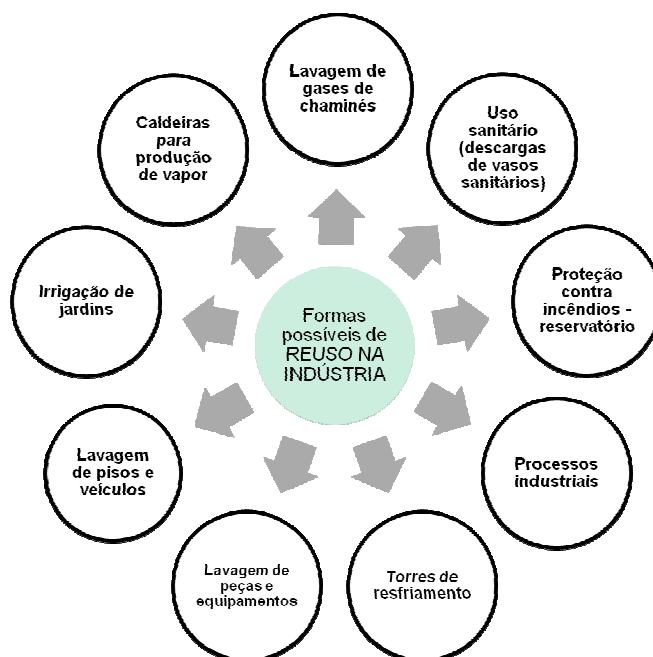 Lavagem de
gases de
chaminés
Uso
sanitário
(descargas
de vasos
sanitários)
Proteção
contra
incêndios -
reservatório
Processos
industriais
Torres de
resfriamento
Lavagem de
peças e
equipamentos
Lavagem
de pisos e
veículos
Irrigação de
jardins
Caldeiras
para
produção
de vapor
Formas
possíveis de
REUSO NA
INDÚSTRIA